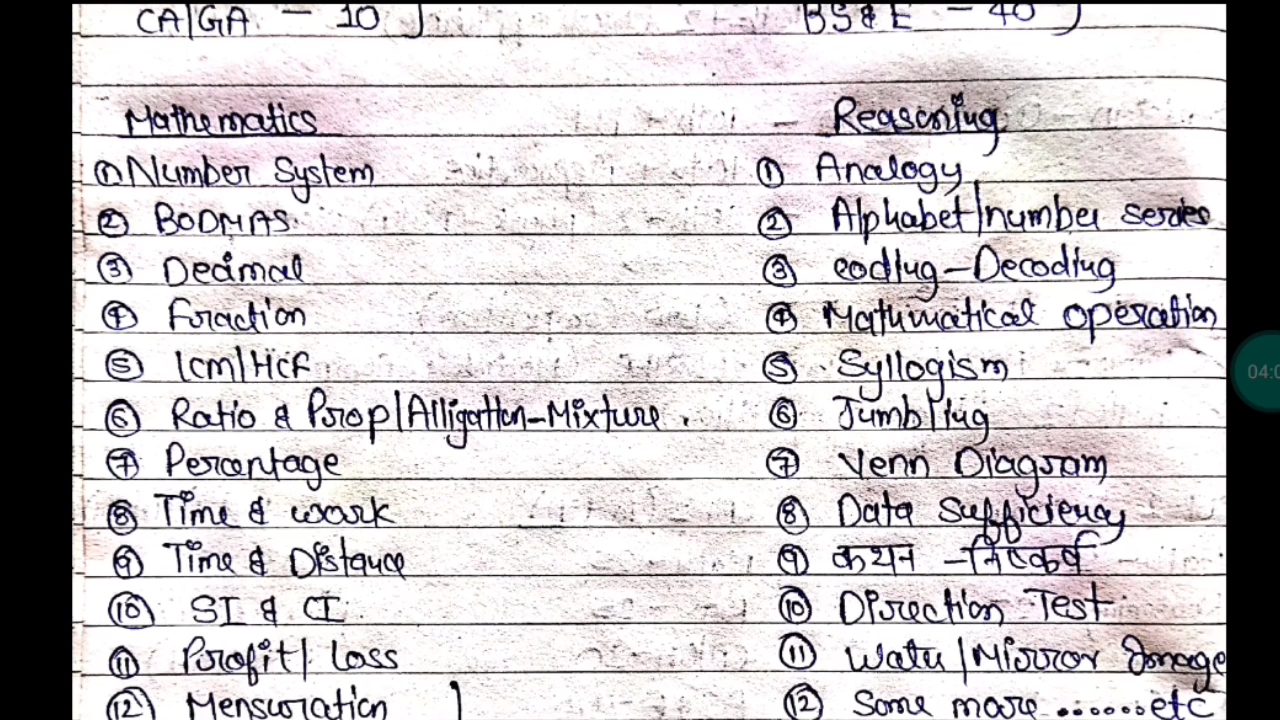 CA/GA - 10
BS&E - 40
Mathematics
① Number System
② BODMAS
③ Decimal
④ Fraction
⑤ lcm/HCF
⑥ Ratio & Prop/Alligation-Mixture.
⑦ Percentage
⑧ Time & work
⑨ Time & Distance
⑩ SI & CI
⑪ Profit/ Loss
⑫ Mensuration
Reasoning
① Analogy
② Alphabet/number series
③ coding-Decoding
④ Mathematical operation
⑤ Syllogism
⑥ Jumbling
⑦ Venn Diagram
⑧ Data Sufficiency
⑨ कथन - निष्कर्ष
⑩ Direction Test
⑪ Water/Mirror Image
⑫ Some more ......etc